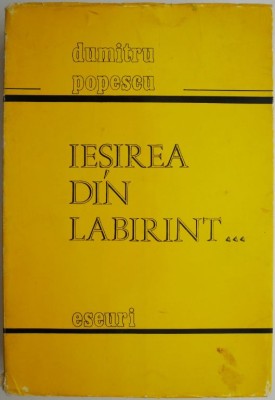 dumitru
popescu
IEȘIREA
DIN
LABIRINT...
eseuri